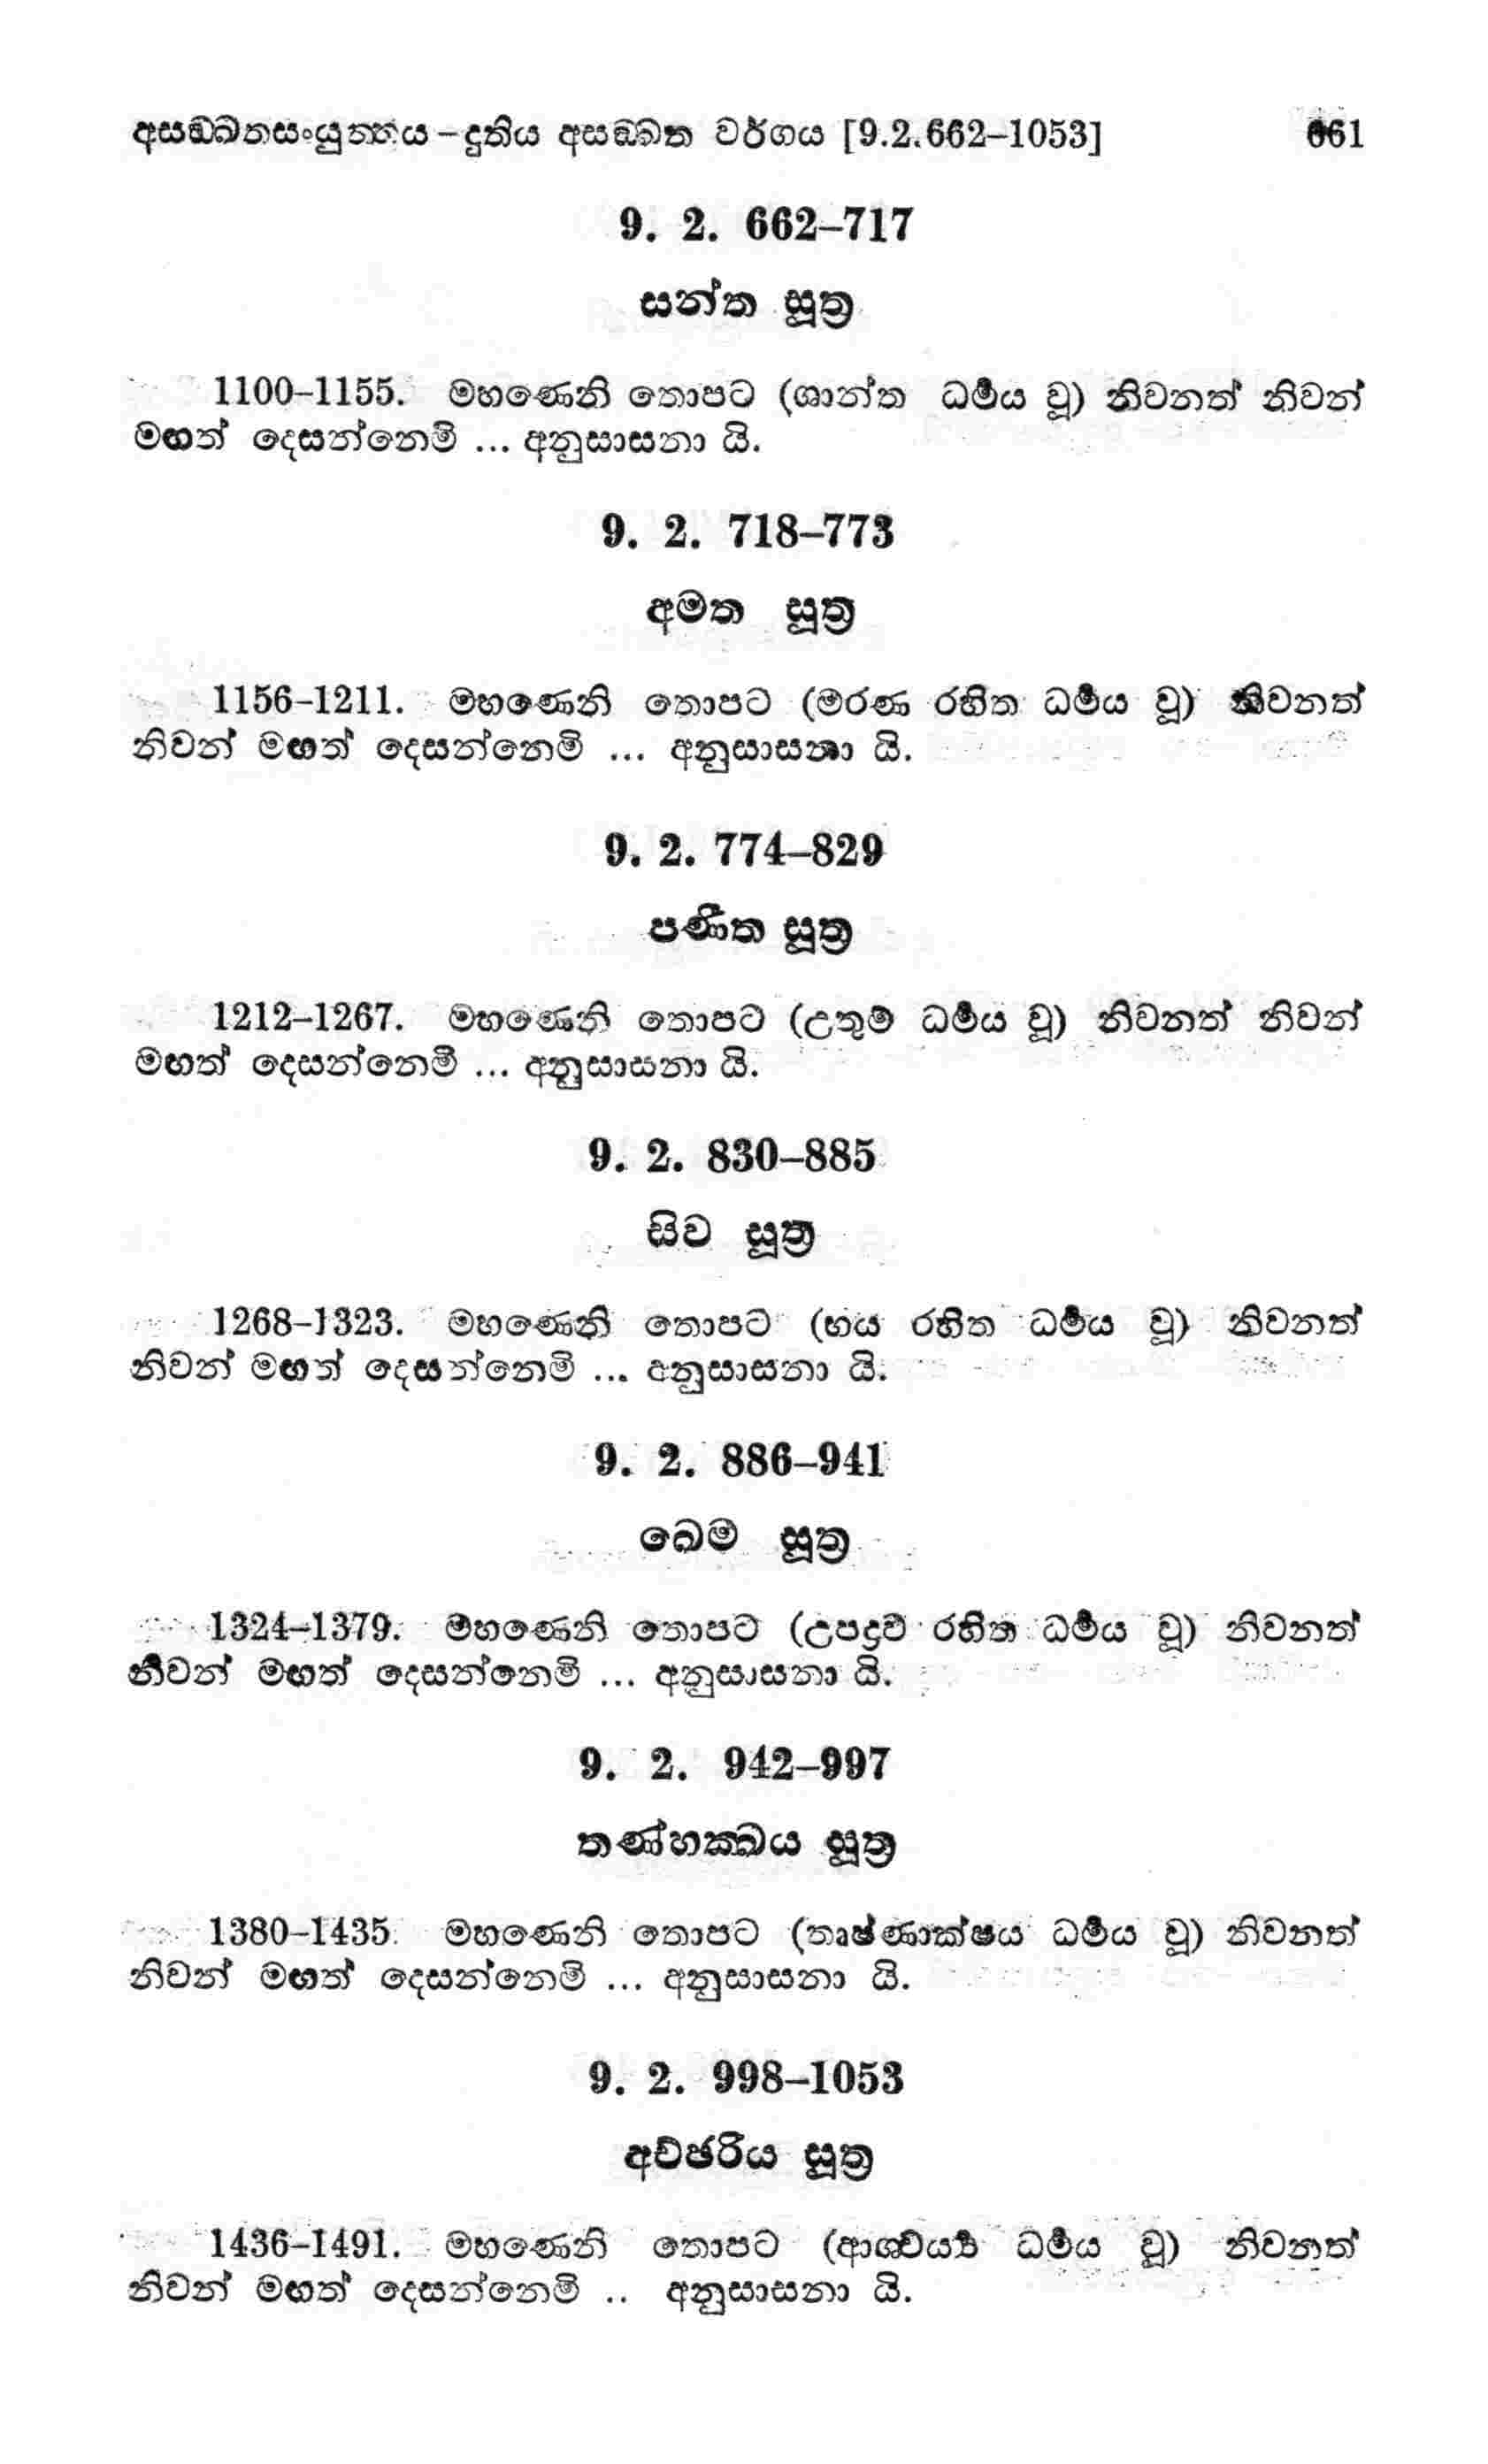 අසඞ්ඛතසංයුත්තය – දුතිය අසඞ්ඛත වර්ගය [9.2.662–1053] 661
9. 2. 662–717
සන්ත සූත්‍ර
1100–1155. මහණෙනි තොපට (ශාන්ත ධර්‍මය වූ) නිවනත් නිවන්
මඟත් දෙසන්නෙමි ... අනුසාසනා යි.
9. 2. 718–773
අමත සූත්‍ර
1156–1211. මහණෙනි තොපට (මරණ රහිත ධර්‍මය වූ) නිවනත්
නිවන් මඟත් දෙසන්නෙමි ... අනුසාසනා යි.
9. 2. 774–829
පණීත සූත්‍ර
1212–1267. මහණෙනි තොපට (උතුම් ධර්‍මය වූ) නිවනත් නිවන්
මඟත් දෙසන්නෙමි ... අනුසාසනා යි.
9. 2. 830–885
සිව සූත්‍ර
1268–1323. මහණෙනි තොපට (භය රහිත ධර්‍මය වූ) නිවනත්
නිවන් මඟත් දෙසන්නෙමි ... අනුසාසනා යි.
9. 2. 886–941
ඛෙම සූත්‍ර
1324–1379. මහණෙනි තොපට (උපද්‍රව රහිත ධර්‍මය වූ) නිවනත්
නිවන් මඟත් දෙසන්නෙමි ... අනුසාසනා යි.
9. 2. 942–997
තණ්හක්ඛය සූත්‍ර
1380–1435. මහණෙනි තොපට (තෘෂ්ණාක්ෂය ධර්‍මය වූ) නිවනත්
නිවන් මඟත් දෙසන්නෙමි ... අනුසාසනා යි.
9. 2. 998–1053
අච්ඡරිය සූත්‍ර
1436–1491. මහණෙනි තොපට (ආශ්චර්‍ය්‍ය ධර්‍මය වූ) නිවනත්
නිවන් මඟත් දෙසන්නෙමි .. අනුසාසනා යි.